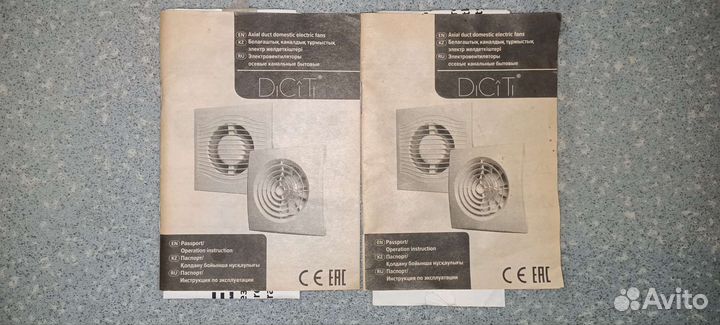 EN Axial duct domestic electric fans
KZ Білағаштық каналдық тұрмыстық
электр желдеткіштері
RU Электровентиляторы
осевые канальные бытовые
DiCiTi®
EN Passport/
Operation instruction
KZ Паспорт/
Қолдану бойынша нұсқаулығы
RU Паспорт/
Инструкция по эксплуатации
CE EAC
EN Axial duct domestic electric fans
KZ каналдық тұрмыстық
электр желдеткіштері
RU Электровентиляторы
осевые канальные бытовые
DiCiTi®
EN Passport/
Operation instruction
KZ Паспорт/
Қолдану бойынша нұсқаулығы
RU Паспорт/
Инструкция по эксплуатации
CE EAC
Avito